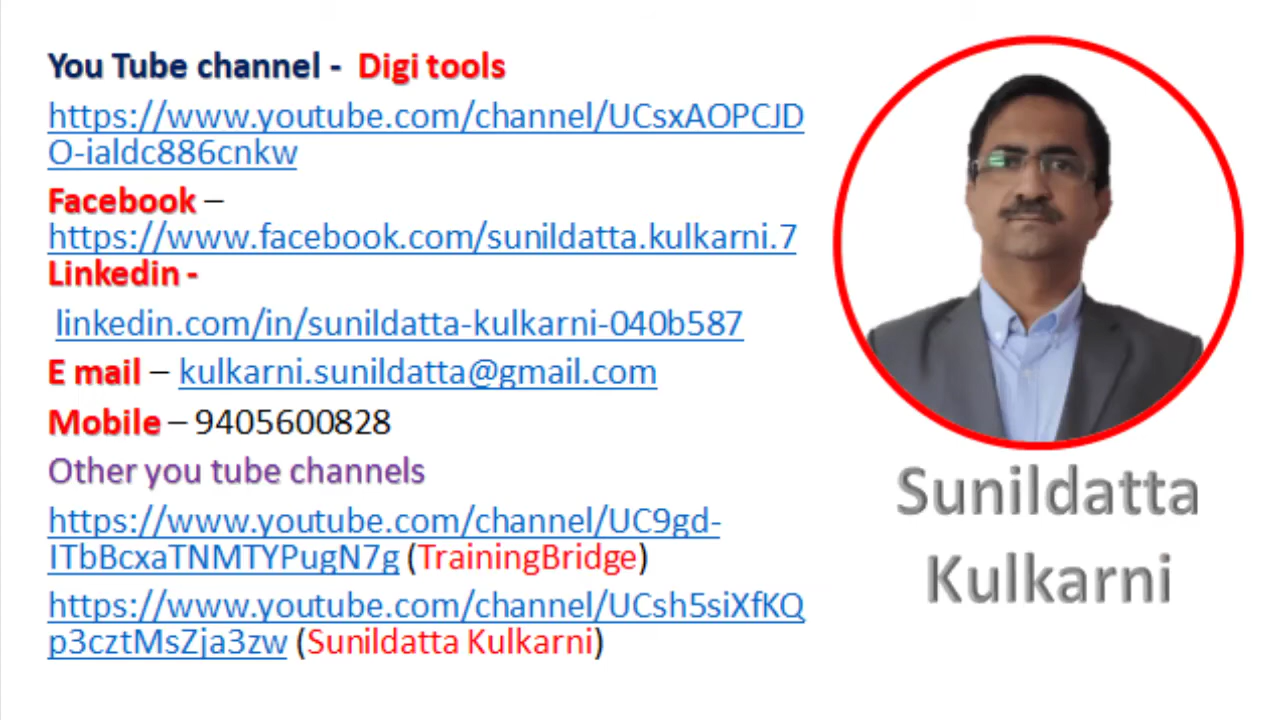 You Tube channel - Digi tools
https://www.youtube.com/channel/UCsxAOPCJD
O-ialdc886cnkw
Facebook –
https://www.facebook.com/sunildatta.kulkarni.7
Linkedin -
linkedin.com/in/sunildatta-kulkarni-040b587
E mail – kulkarni.sunildatta@gmail.com
Mobile – 9405600828
Other you tube channels
https://www.youtube.com/channel/UC9gd-
ITbBcxaTNMTYPugN7g (TrainingBridge)
https://www.youtube.com/channel/UCsh5siXfKQ
p3cztMsZja3zw (Sunildatta Kulkarni)
Sunildatta
Kulkarni